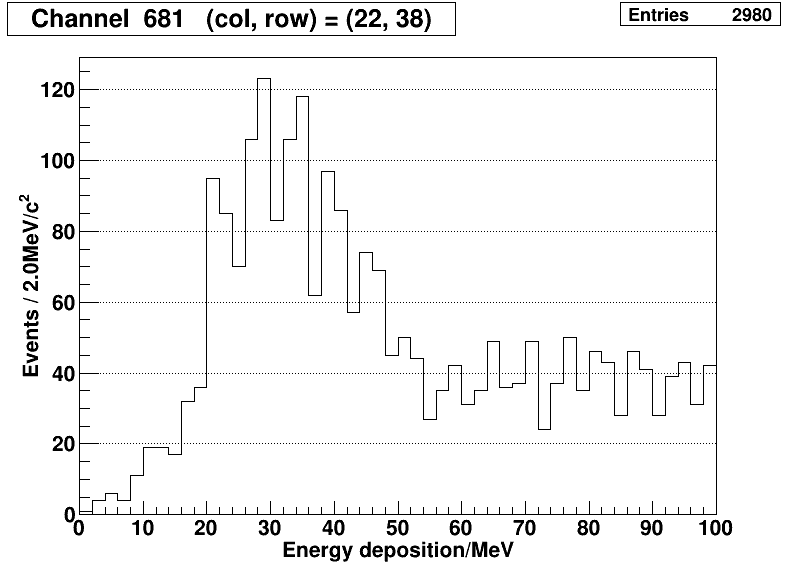 Channel 681 (col, row) = (22, 38)
Entries 2980
120
100
80
60
40
20
0
Events / 2.0MeV/c²
0 10 20 30 40 50 60 70 80 90 100
Energy deposition/MeV